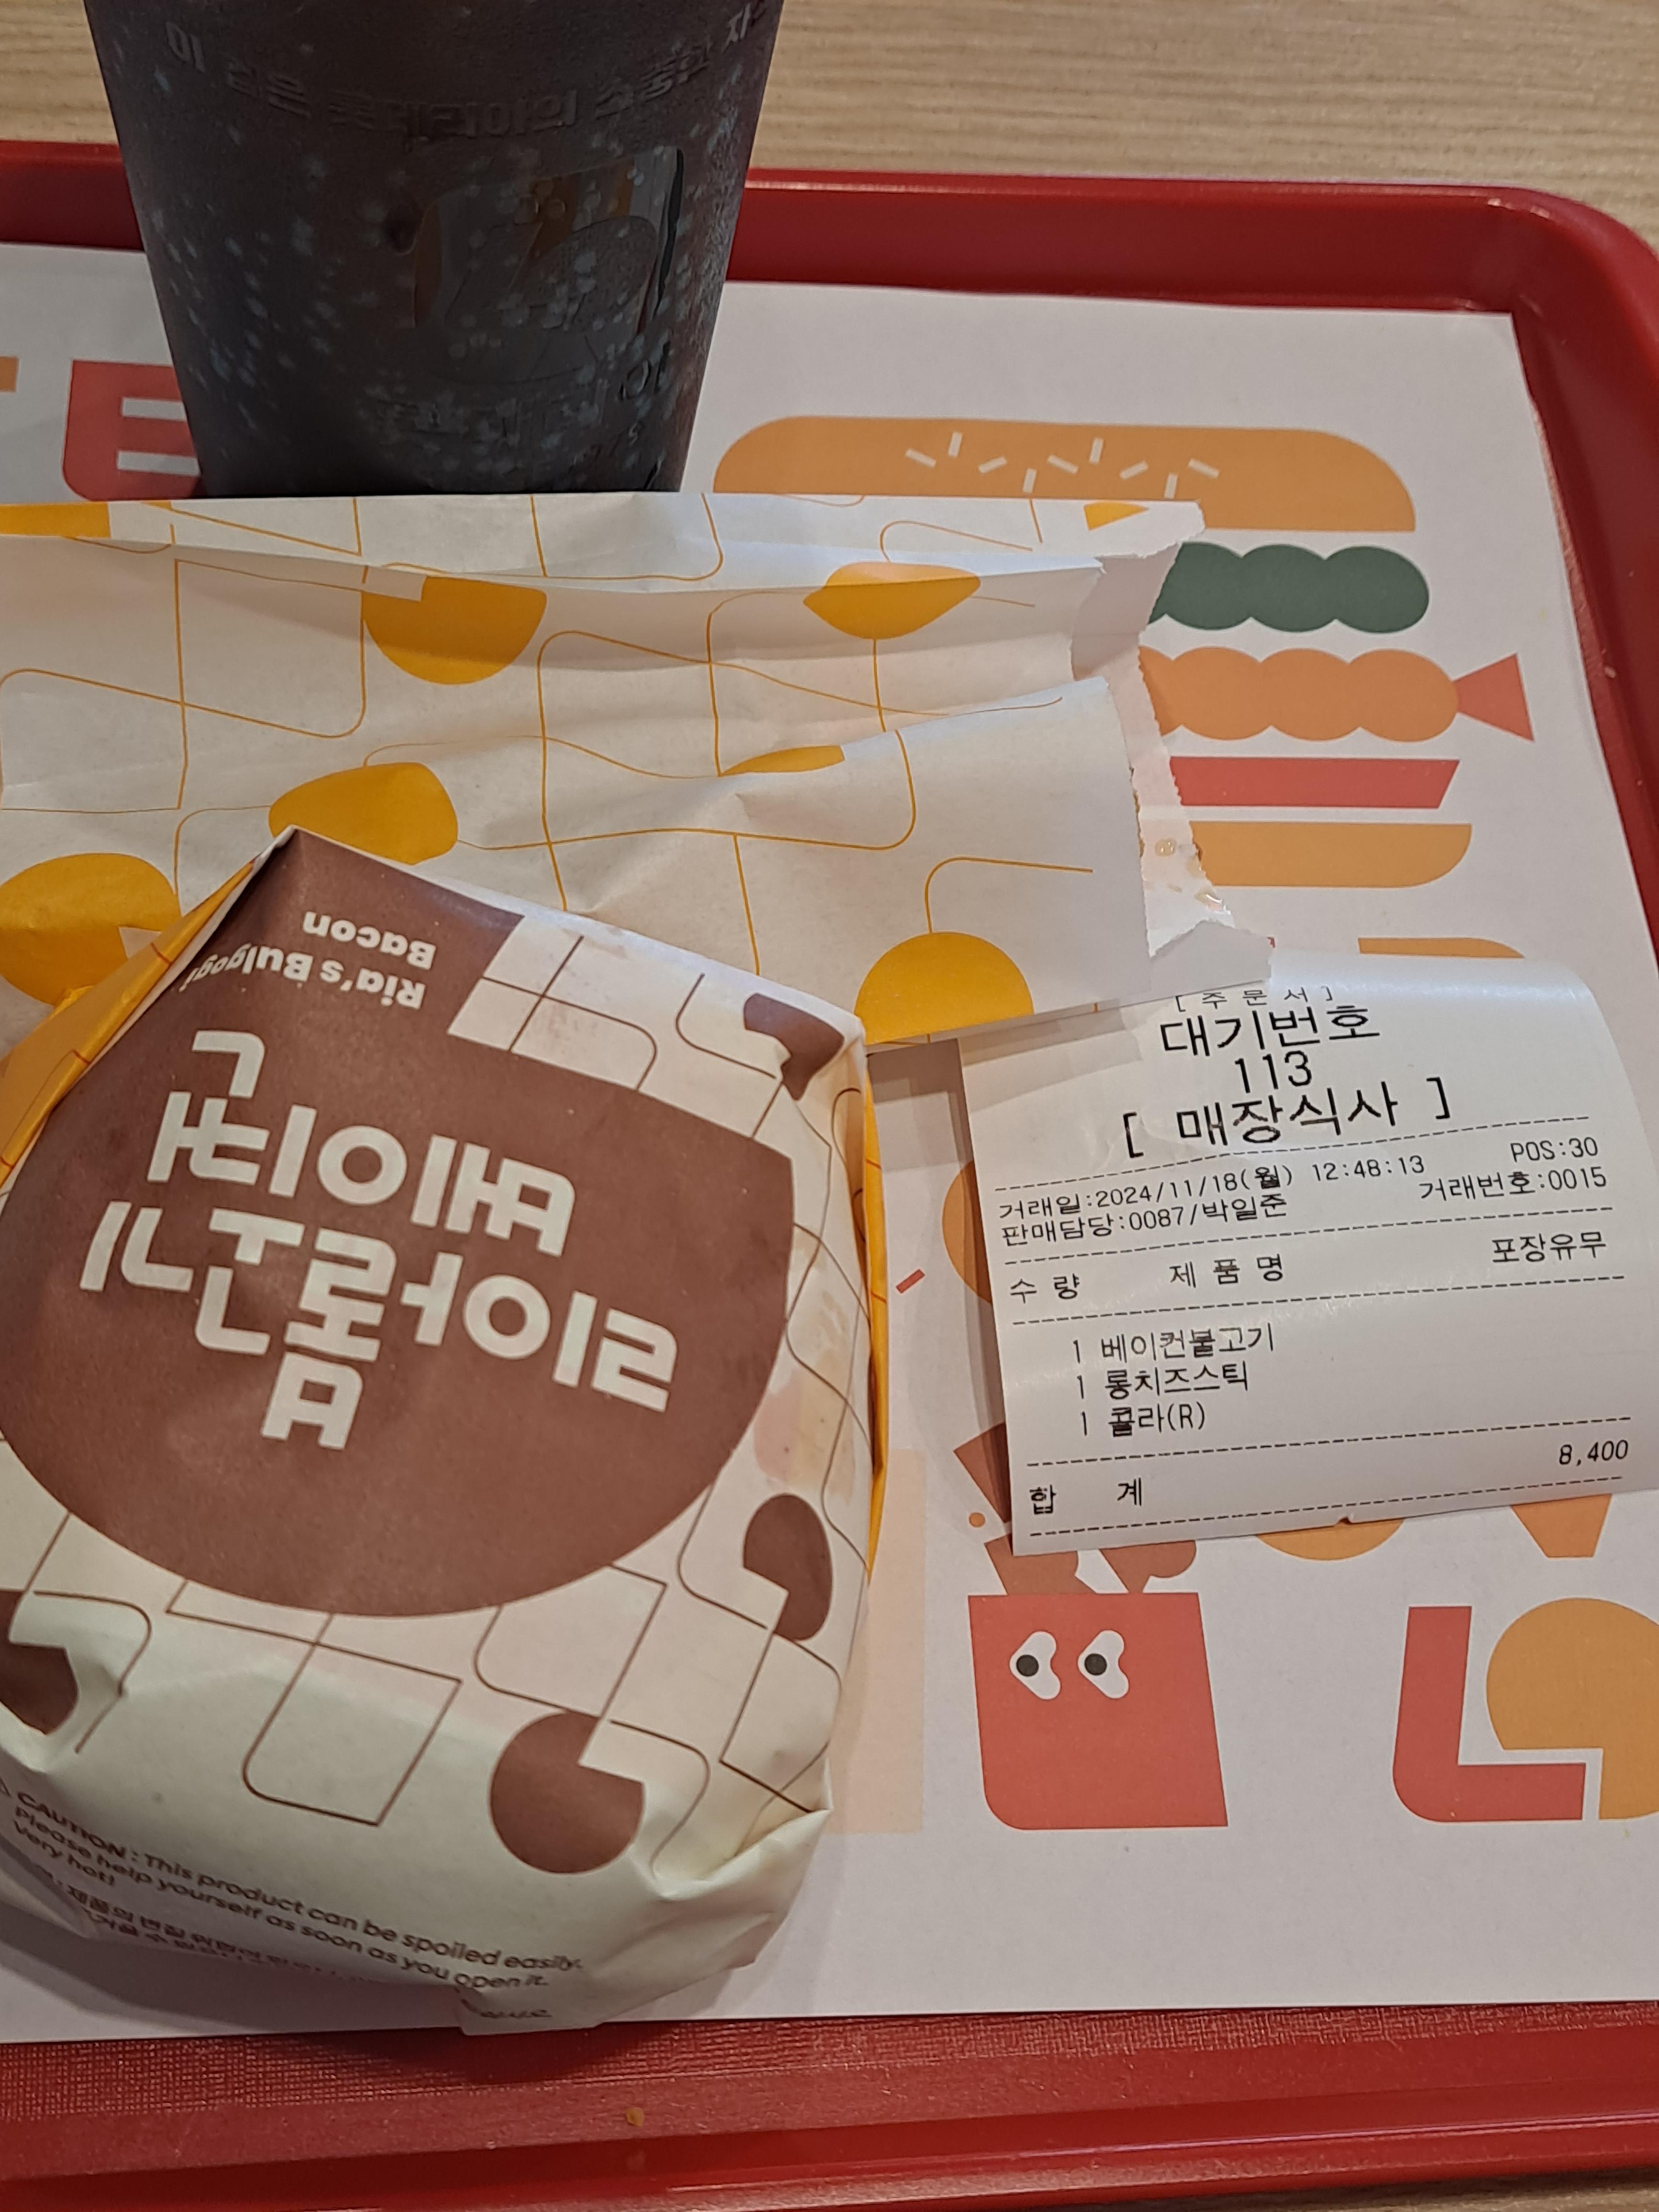 Ria's Bulgogi
Bacon
리아불고기
베이컨
CAUTION : This product can be spoiled easily.
Please help yourself as soon as you open it.
Very hot!
[ 주 문 서 ]
대기번호
113
[ 매장식사 ]
POS:30
거래일:2024/11/18(월) 12:48:13
판매담당:0087/박일준 거래번호:0015
수 량 제 품 명 포장유무
1 베이컨불고기
1 롱치즈스틱
1 콜라(R)
합 계 8,400